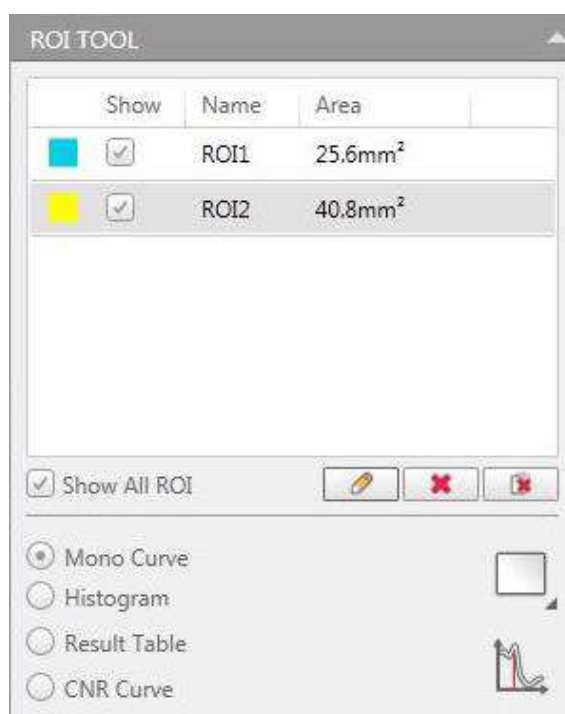 ROI TOOL
Show Name Area
ROI1 25.6mm²
ROI2 40.8mm²
Show All ROI
Mono Curve
Histogram
Result Table
CNR Curve